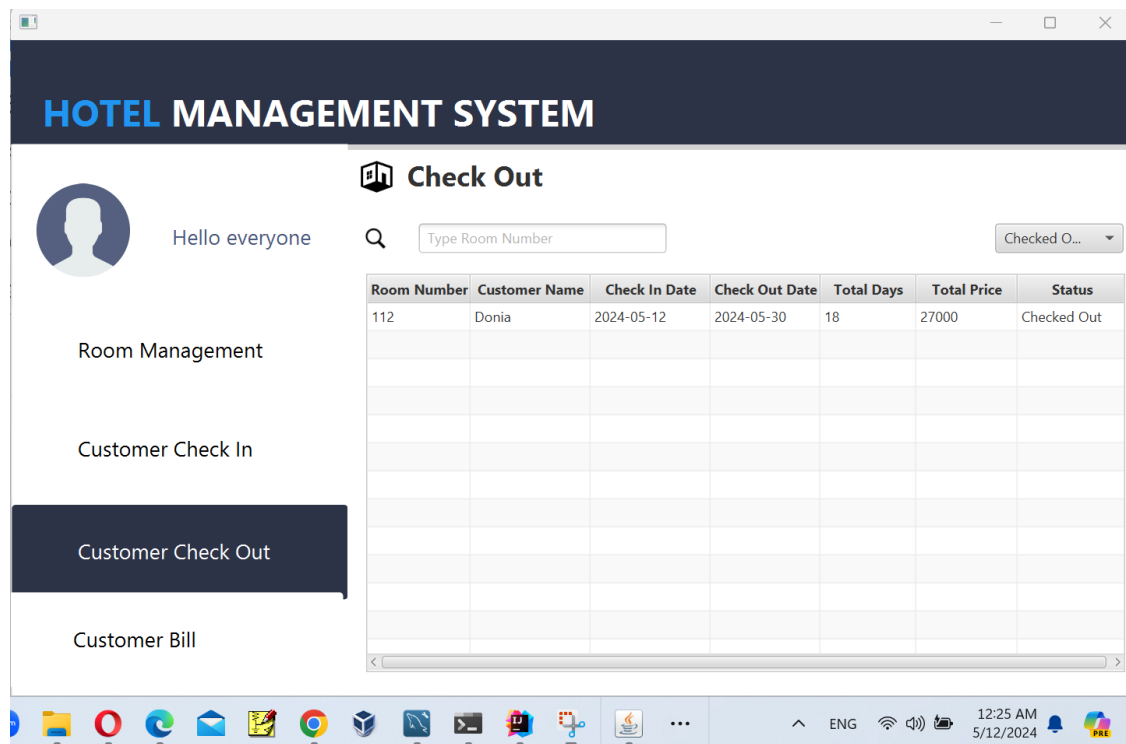 HOTEL MANAGEMENT SYSTEM
Check Out
Hello everyone
Type Room Number
Checked O...
Room Number Customer Name Check In Date Check Out Date Total Days Total Price Status
112 Donia 2024-05-12 2024-05-30 18 27000 Checked Out
Room Management
Customer Check In
Customer Check Out
Customer Bill
ENG
12:25 AM
5/12/2024
PRE